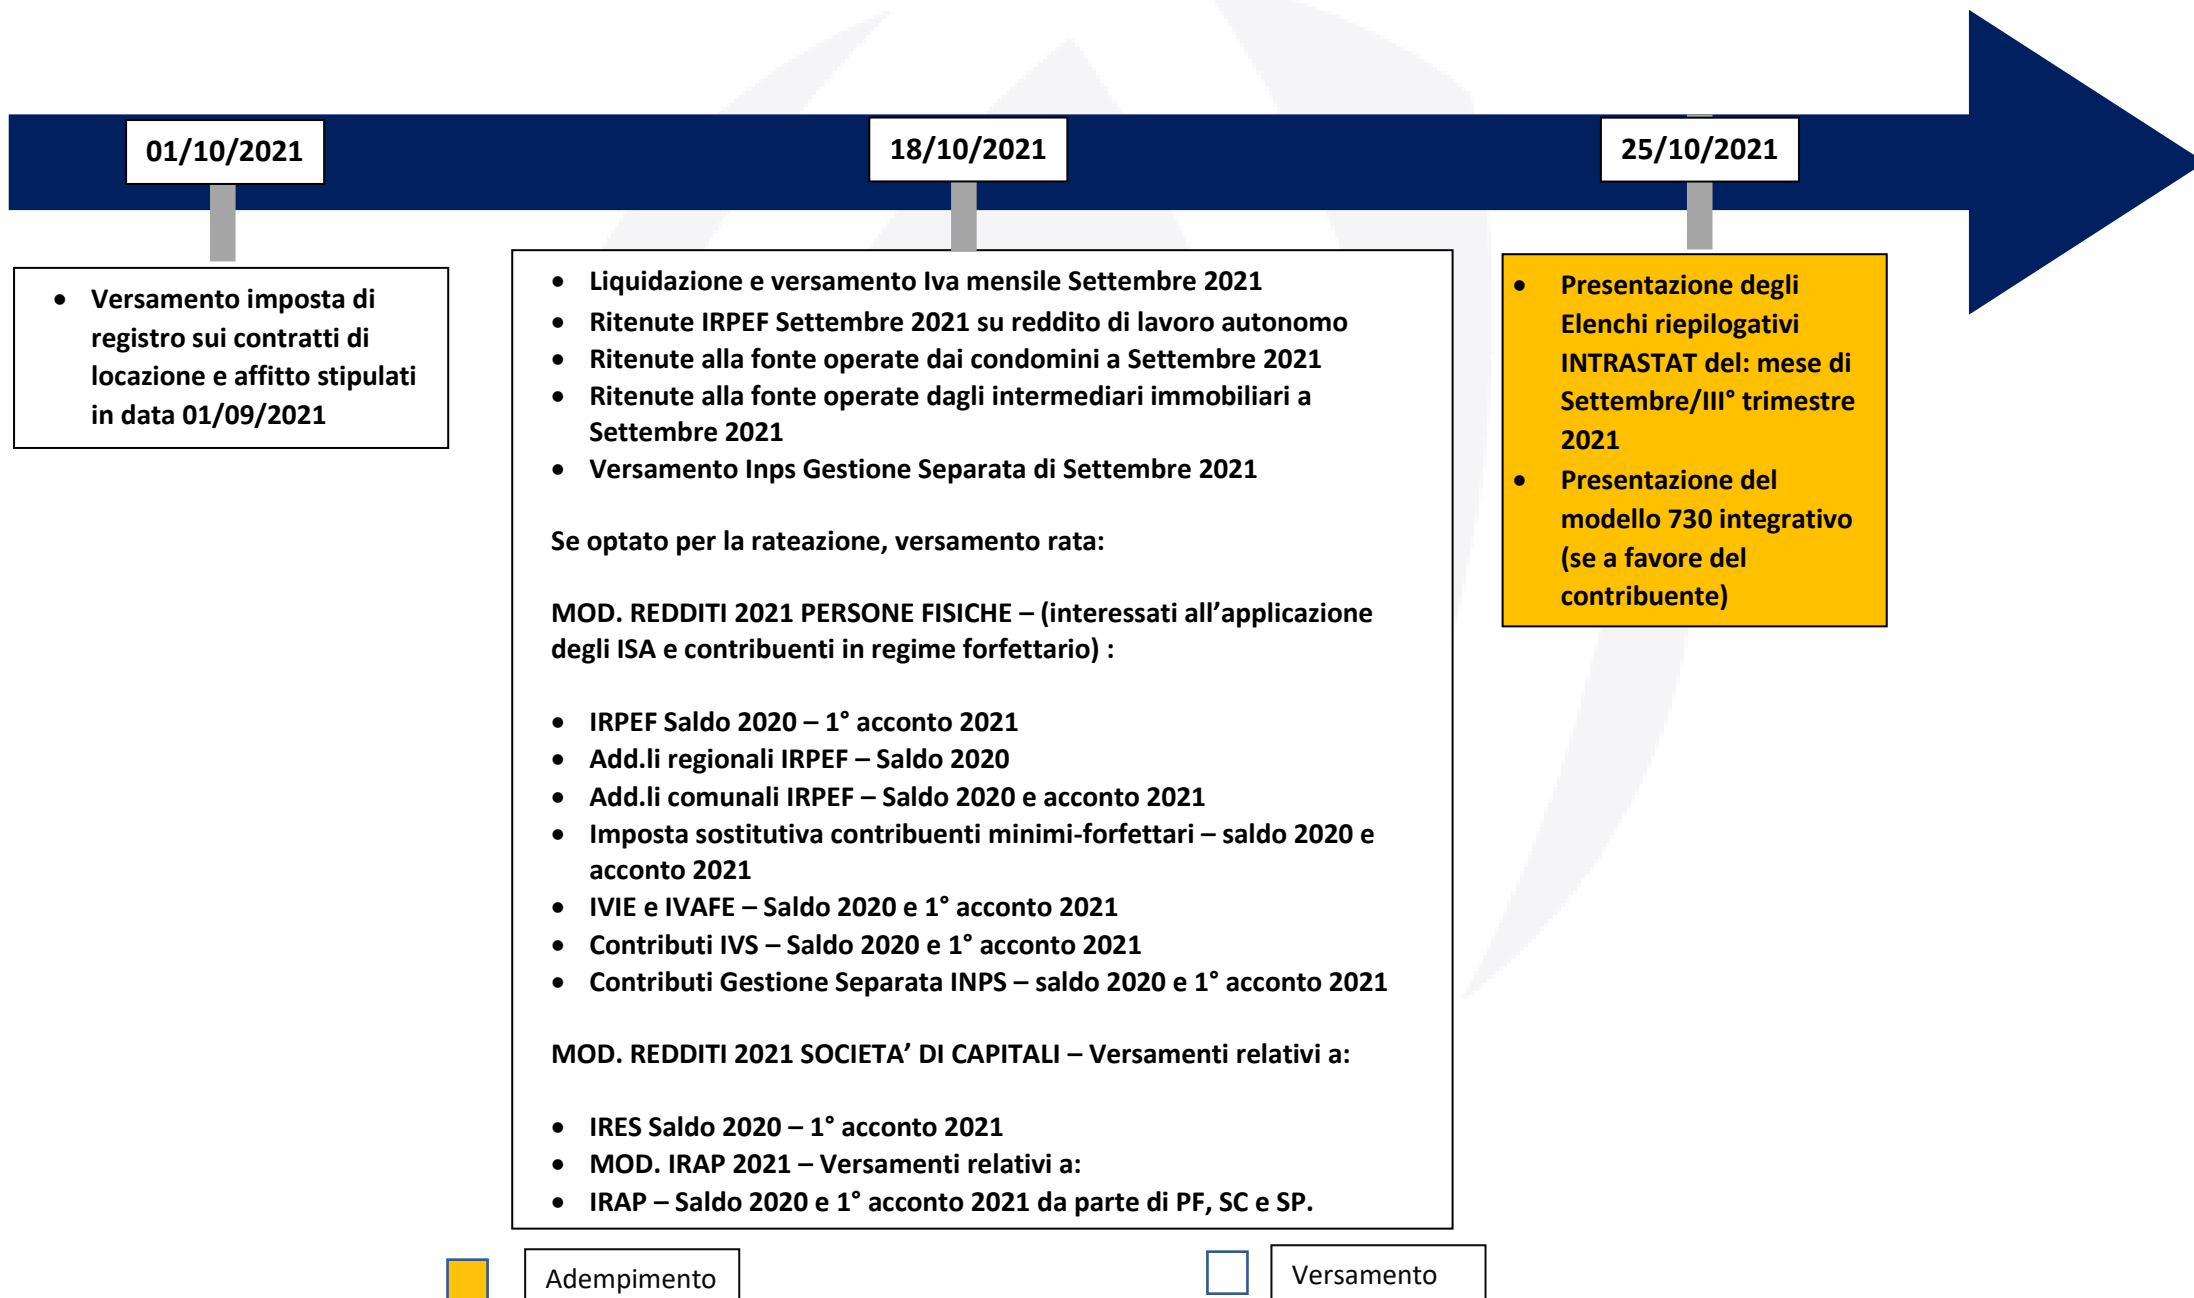 01/10/2021
18/10/2021
25/10/2021
• Versamento imposta di
registro sui contratti di
locazione e affitto stipulati
in data 01/09/2021
• Liquidazione e versamento Iva mensile Settembre 2021
• Ritenute IRPEF Settembre 2021 su reddito di lavoro autonomo
• Ritenute alla fonte operate dai condomini a Settembre 2021
• Ritenute alla fonte operate dagli intermediari immobiliari a
Settembre 2021
• Versamento Inps Gestione Separata di Settembre 2021
Se optato per la rateazione, versamento rata:
MOD. REDDITI 2021 PERSONE FISICHE – (interessati all’applicazione
degli ISA e contribuenti in regime forfettario) :
• IRPEF Saldo 2020 – 1° acconto 2021
• Add.li regionali IRPEF – Saldo 2020
• Add.li comunali IRPEF – Saldo 2020 e acconto 2021
• Imposta sostitutiva contribuenti minimi-forfettari – saldo 2020 e
acconto 2021
• IVIE e IVAFE – Saldo 2020 e 1° acconto 2021
• Contributi IVS – Saldo 2020 e 1° acconto 2021
• Contributi Gestione Separata INPS – saldo 2020 e 1° acconto 2021
MOD. REDDITI 2021 SOCIETA’ DI CAPITALI – Versamenti relativi a:
• IRES Saldo 2020 – 1° acconto 2021
• MOD. IRAP 2021 – Versamenti relativi a:
• IRAP – Saldo 2020 e 1° acconto 2021 da parte di PF, SC e SP.
• Presentazione degli
Elenchi riepilogativi
INTRASTAT del: mese di
Settembre/III° trimestre
2021
• Presentazione del
modello 730 integrativo
(se a favore del
contribuente)
Adempimento
Versamento